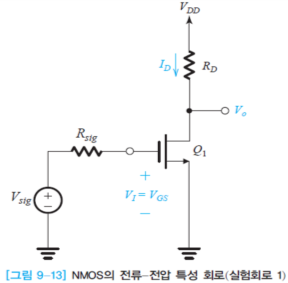 V_DD
I_D R_D
V_o
R_sig
Q_1
+
V_I = V_GS
−
V_sig + −
[그림 9-13] NMOS의 전류-전압 특성 회로(실험회로 1)